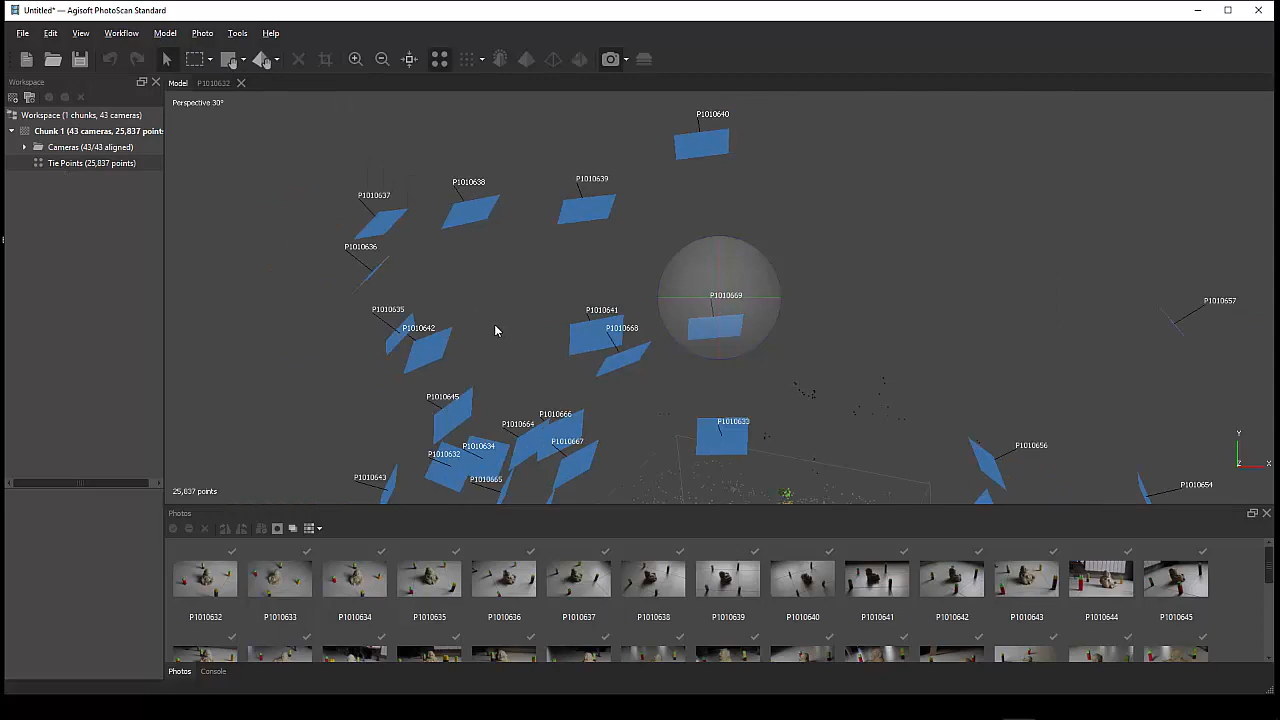 Untitled* — Agisoft PhotoScan Standard
File Edit View Workflow Model Photo Tools Help
Workspace
Model P1010632
Workspace (1 chunks, 43 cameras)
Chunk 1 (43 cameras, 25,837 points
Cameras (43/43 aligned)
Tie Points (25,837 points)
Perspective 30°
P1010640
P1010638
P1010639
P1010637
P1010636
P1010669
P1010657
P1010635
P1010641
P1010642
P1010668
P1010645
P1010666
P1010664
P1010633
P1010667
P1010634
P1010632
P1010656
P1010643
P1010665
P1010654
Y
Z X
25,837 points
Photos
P1010632 P1010633 P1010634 P1010635 P1010636 P1010637 P1010638 P1010639 P1010640 P1010641 P1010642 P1010643 P1010644 P1010645
Photos Console